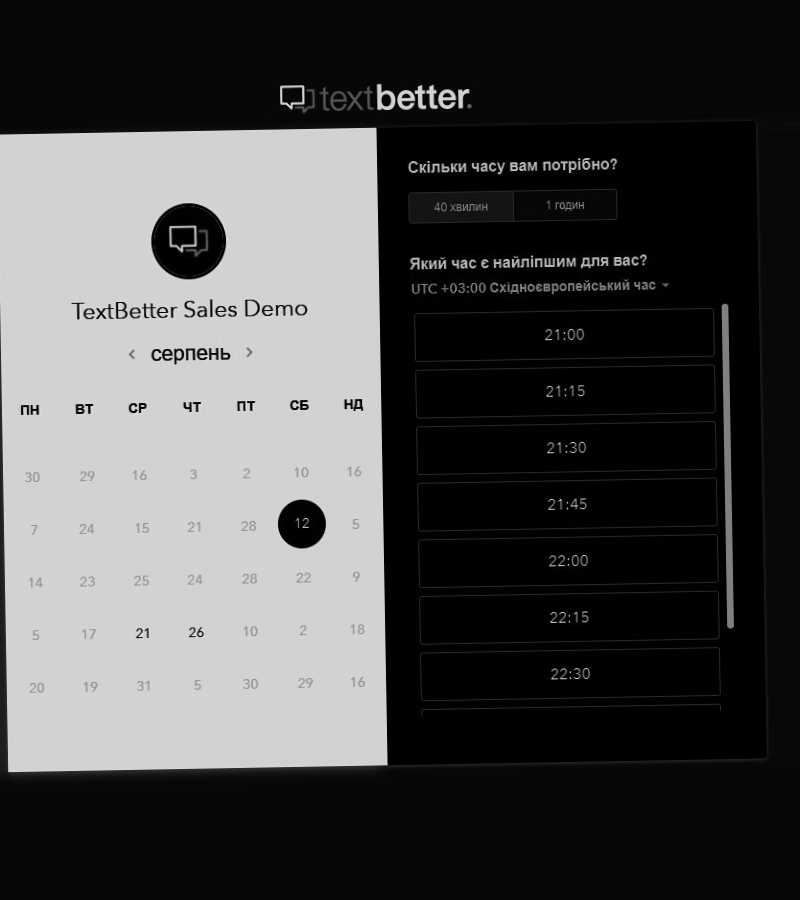 textbetter.
TextBetter Sales Demo
серпень
ПН ВТ СР ЧТ ПТ СБ НД
30 29 16 3 2 10 16
7 24 15 21 28 12 5
14 23 25 24 28 22 9
5 17 21 26 10 2 18
20 19 31 5 30 29 16
Скільки часу вам потрібно?
40 хвилин 1 годин
Який час є найліпшим для вас?
UTC +03:00 Східноєвропейський час
21:00
21:15
21:30
21:45
22:00
22:15
22:30